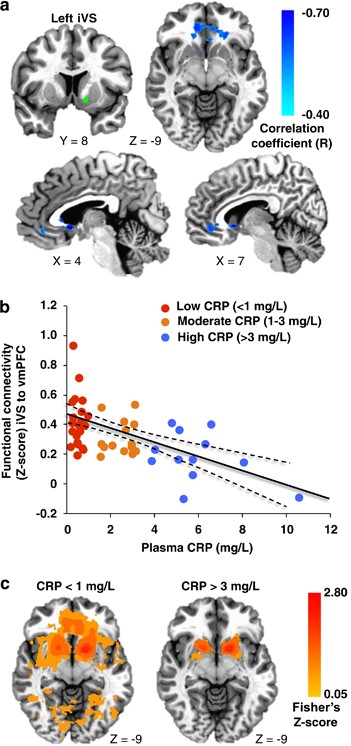 a
Left iVS
Y = 8
Z = -9
-0.70
-0.40
Correlation
coefficient (R)
X = 4
X = 7
b
Functional connectivity
(Z-score) iVS to vmPFC
1.2
1.0
0.8
0.6
0.4
0.2
0
-0.2
Low CRP (<1 mg/L)
Moderate CRP (1-3 mg/L)
High CRP (>3 mg/L)
0 2 4 6 8 10 12
Plasma CRP (mg/L)
c
CRP < 1 mg/L
CRP > 3 mg/L
2.80
0.05
Fisher's
Z-score
Z = -9
Z = -9